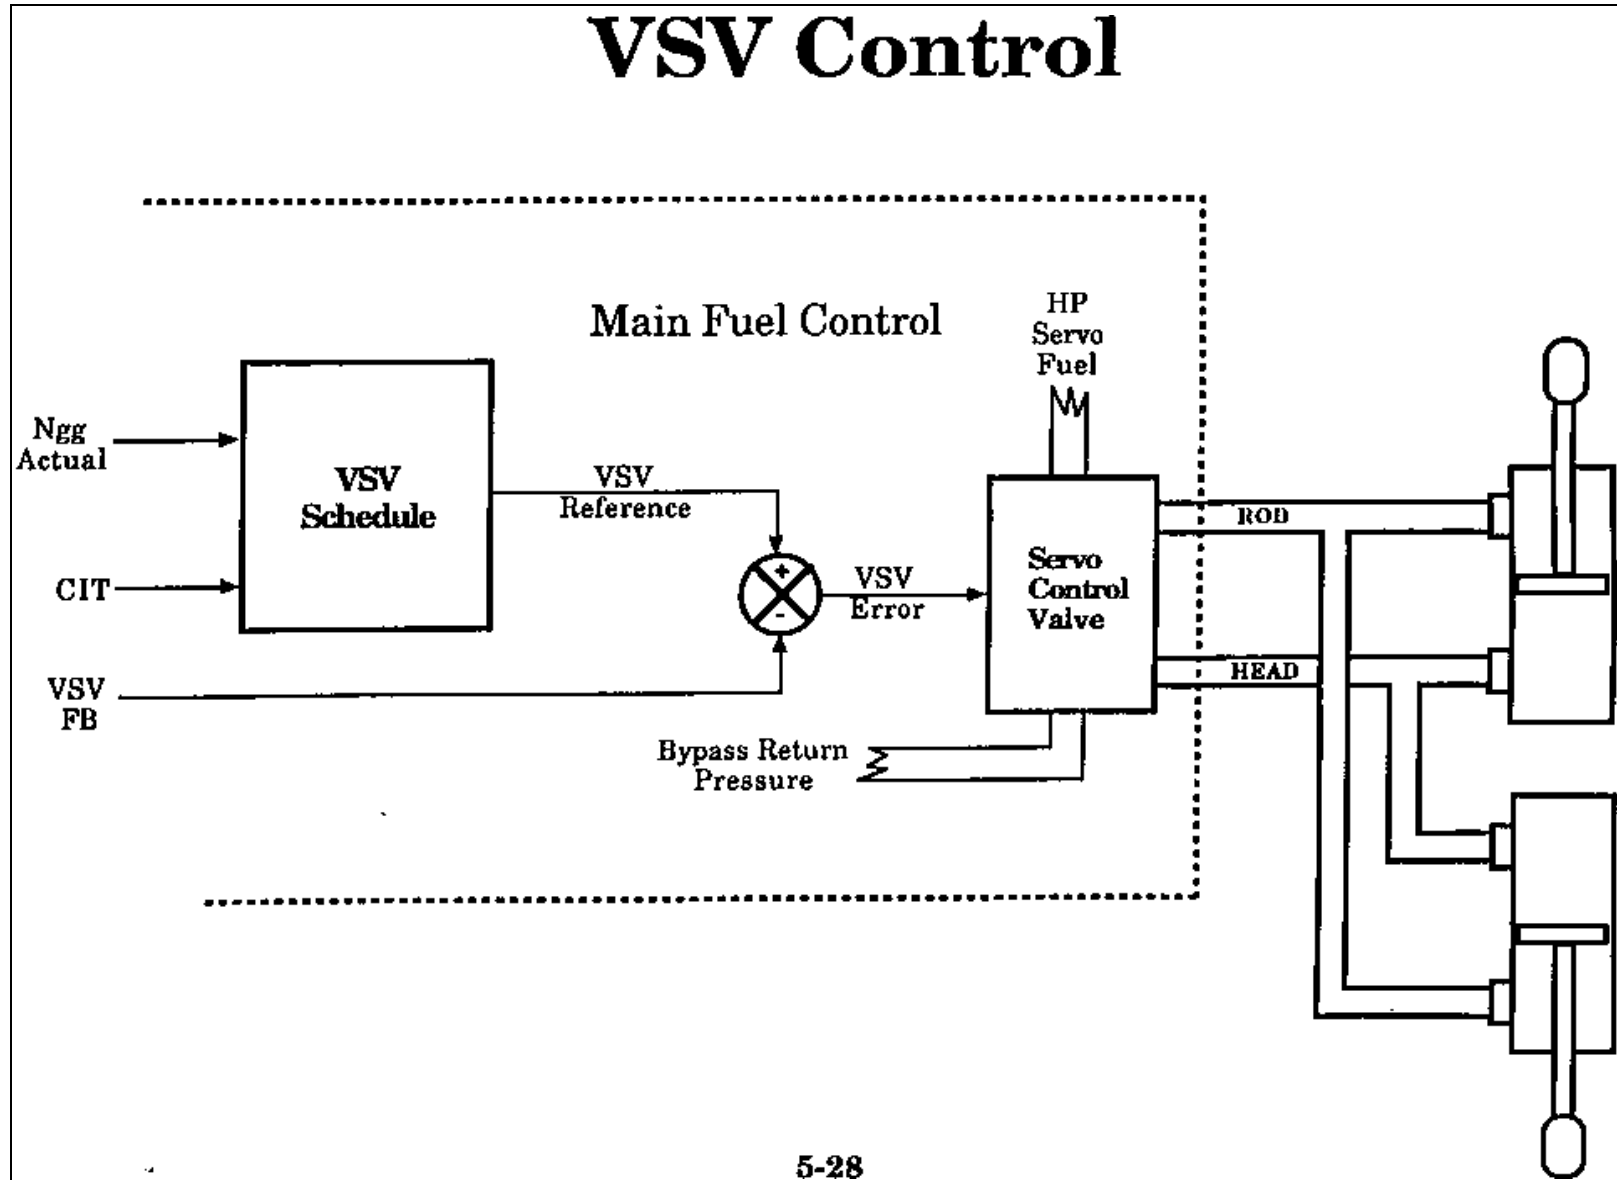 VSV Control
Main Fuel Control
HP
Servo
Fuel
Ngg
Actual
VSV
Schedule
VSV
Reference
CIT
+
-
VSV
Error
Servo
Control
Valve
ROD
HEAD
VSV
FB
Bypass Return
Pressure
5-28